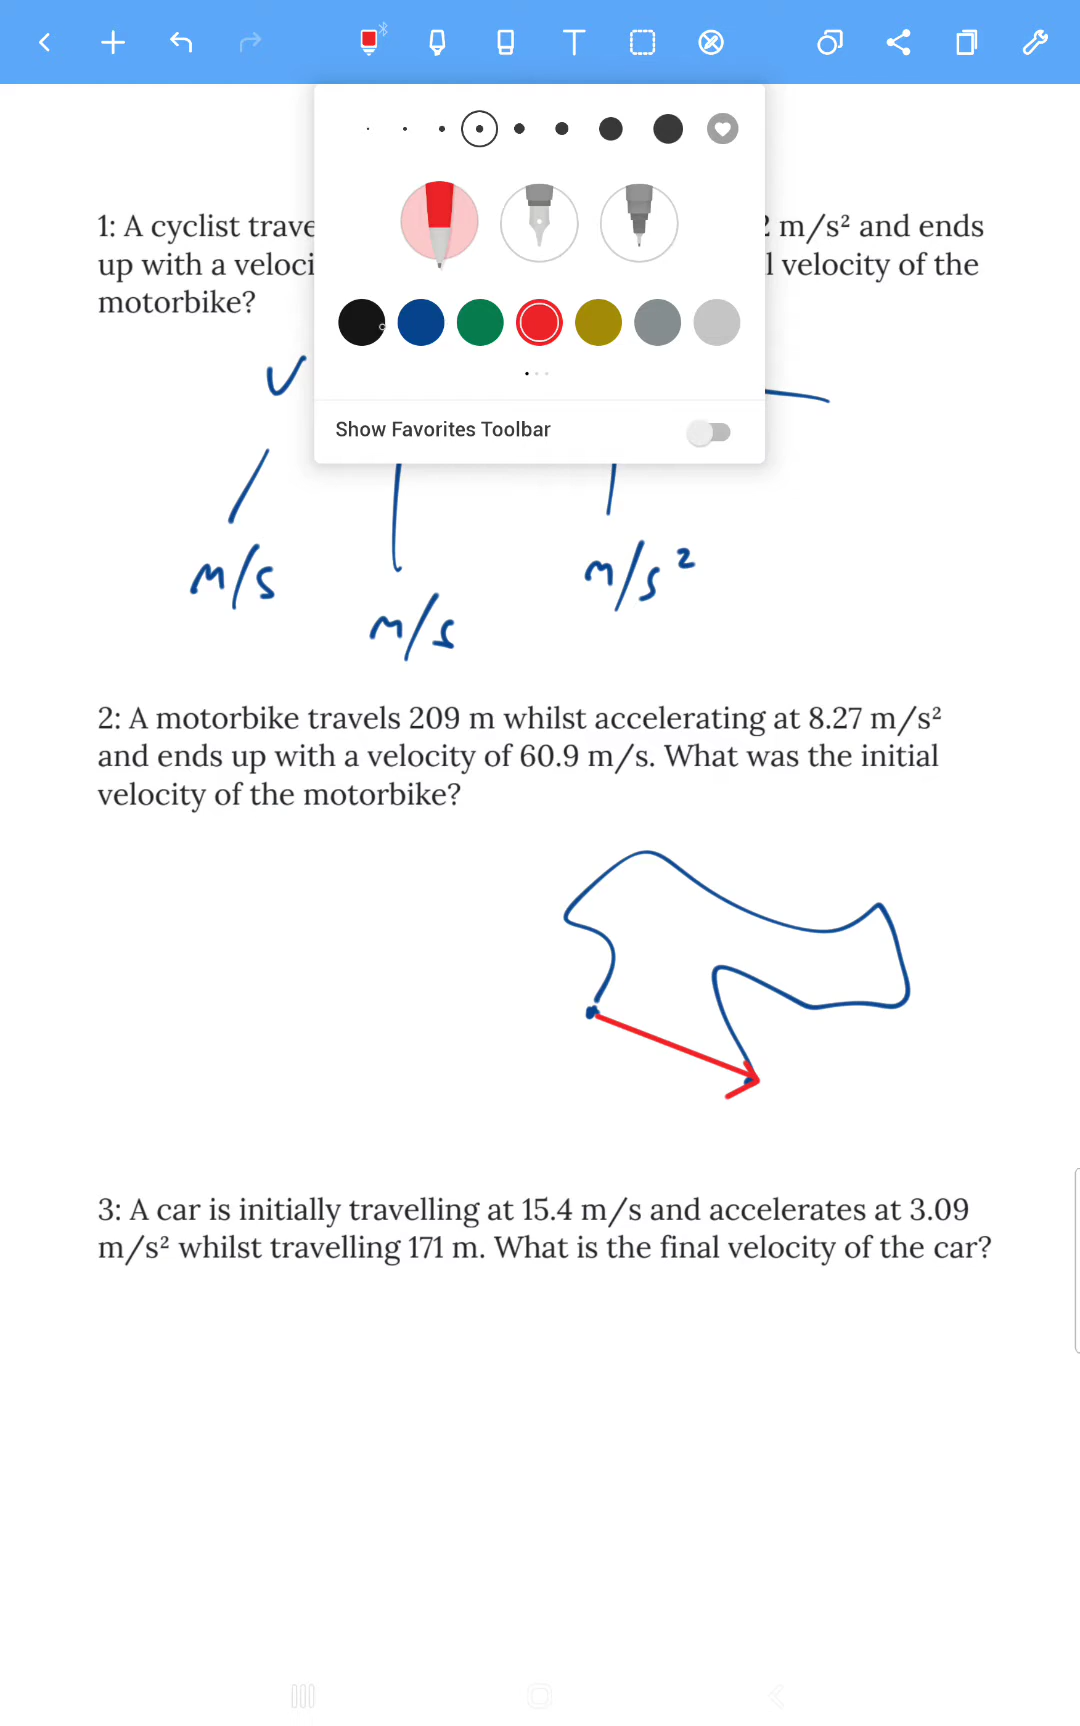 1: A cyclist trave m/s² and ends
up with a veloci l velocity of the
motorbike?
Show Favorites Toolbar
v
m/s
m/s
m/s²
2: A motorbike travels 209 m whilst accelerating at 8.27 m/s²
and ends up with a velocity of 60.9 m/s. What was the initial
velocity of the motorbike?
3: A car is initially travelling at 15.4 m/s and accelerates at 3.09
m/s² whilst travelling 171 m. What is the final velocity of the car?